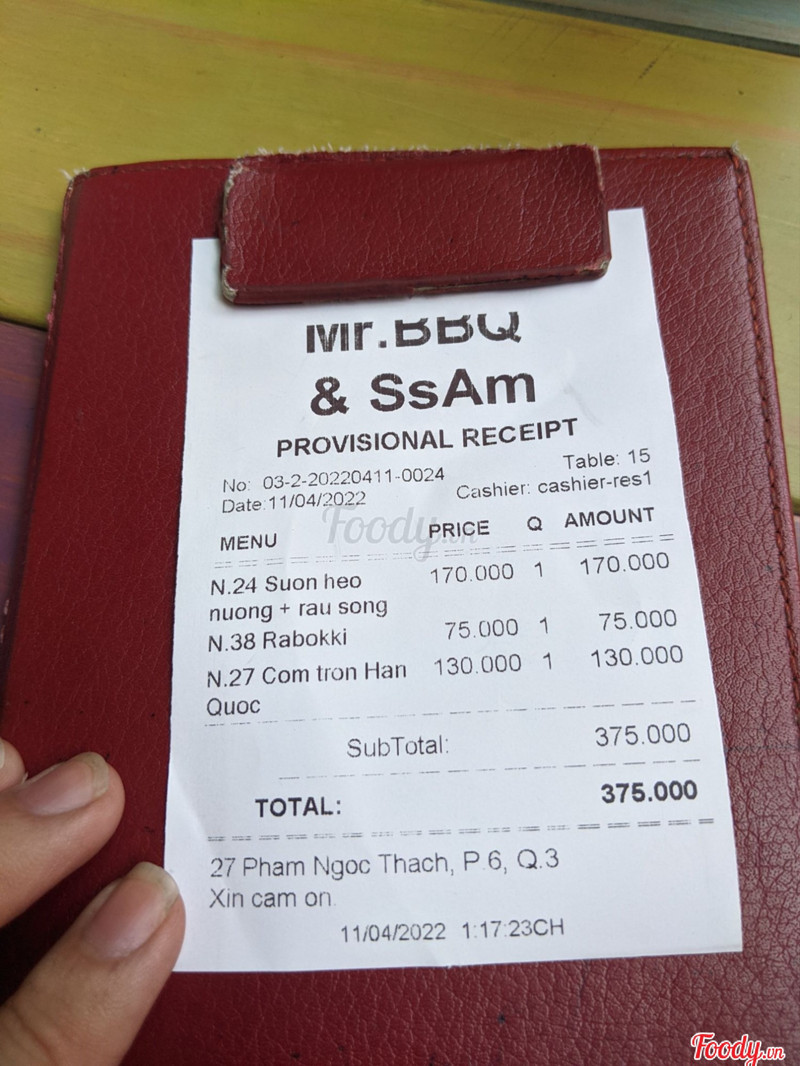 Mr.BBQ
& SsAm
PROVISIONAL RECEIPT
No: 03-2-20220411-0024 Table: 15
Date:11/04/2022 Cashier: cashier-res1
Foody.vn
MENU PRICE Q AMOUNT
N.24 Suon heo 170.000 1 170.000
nuong + rau song
N.38 Rabokki 75.000 1 75.000
N.27 Com tron Han 130.000 1 130.000
Quoc
SubTotal: 375.000
TOTAL: 375.000
27 Pham Ngoc Thach, P.6, Q.3
Xin cam on.
11/04/2022 1:17:23CH
Foody.vn